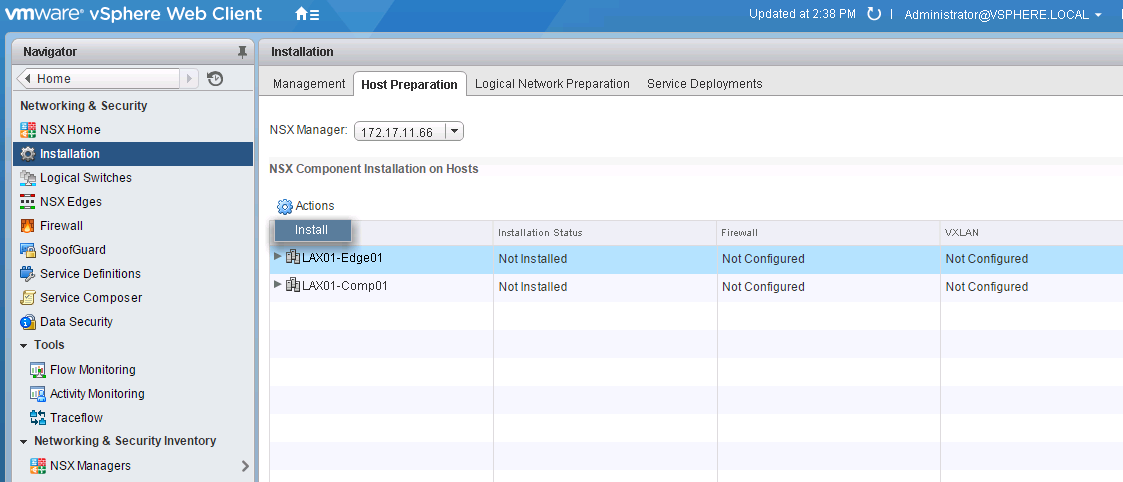 vmware® vSphere Web Client
Updated at 2:38 PM
Administrator@VSPHERE.LOCAL
Navigator
Home
Networking & Security
NSX Home
Installation
Logical Switches
NSX Edges
Firewall
SpoofGuard
Service Definitions
Service Composer
Data Security
Tools
Flow Monitoring
Activity Monitoring
Traceflow
Networking & Security Inventory
NSX Managers
Installation
Management Host Preparation Logical Network Preparation Service Deployments
NSX Manager: 172.17.11.66
NSX Component Installation on Hosts
Actions
Install
Installation Status Firewall VXLAN
LAX01-Edge01 Not Installed Not Configured Not Configured
LAX01-Comp01 Not Installed Not Configured Not Configured